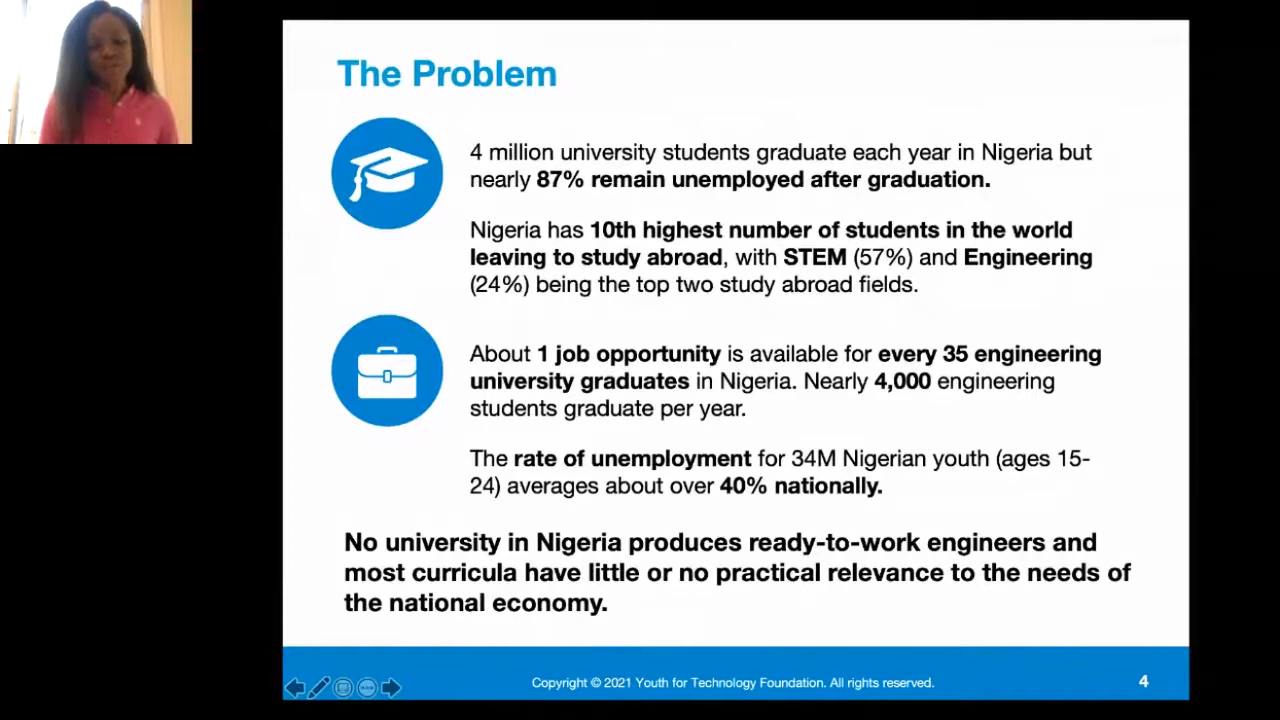 The Problem
4 million university students graduate each year in Nigeria but
nearly 87% remain unemployed after graduation.
Nigeria has 10th highest number of students in the world
leaving to study abroad, with STEM (57%) and Engineering
(24%) being the top two study abroad fields.
About 1 job opportunity is available for every 35 engineering
university graduates in Nigeria. Nearly 4,000 engineering
students graduate per year.
The rate of unemployment for 34M Nigerian youth (ages 15-
24) averages about over 40% nationally.
No university in Nigeria produces ready-to-work engineers and
most curricula have little or no practical relevance to the needs of
the national economy.
Copyright © 2021 Youth for Technology Foundation. All rights reserved.
4